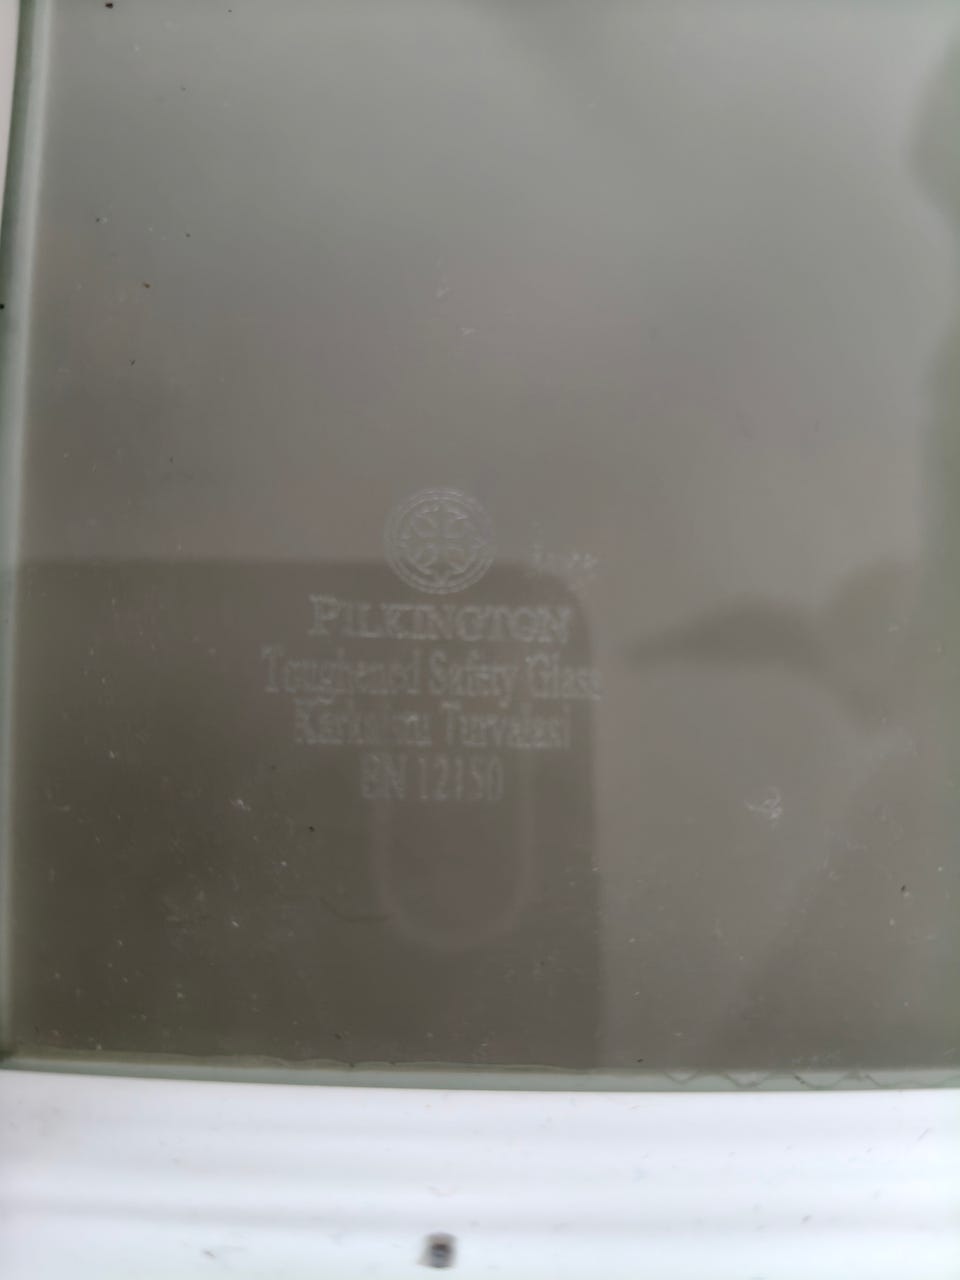 PILKINGTON
Toughened Safety Glass
Karkaistu Turvalasi
EN 12150